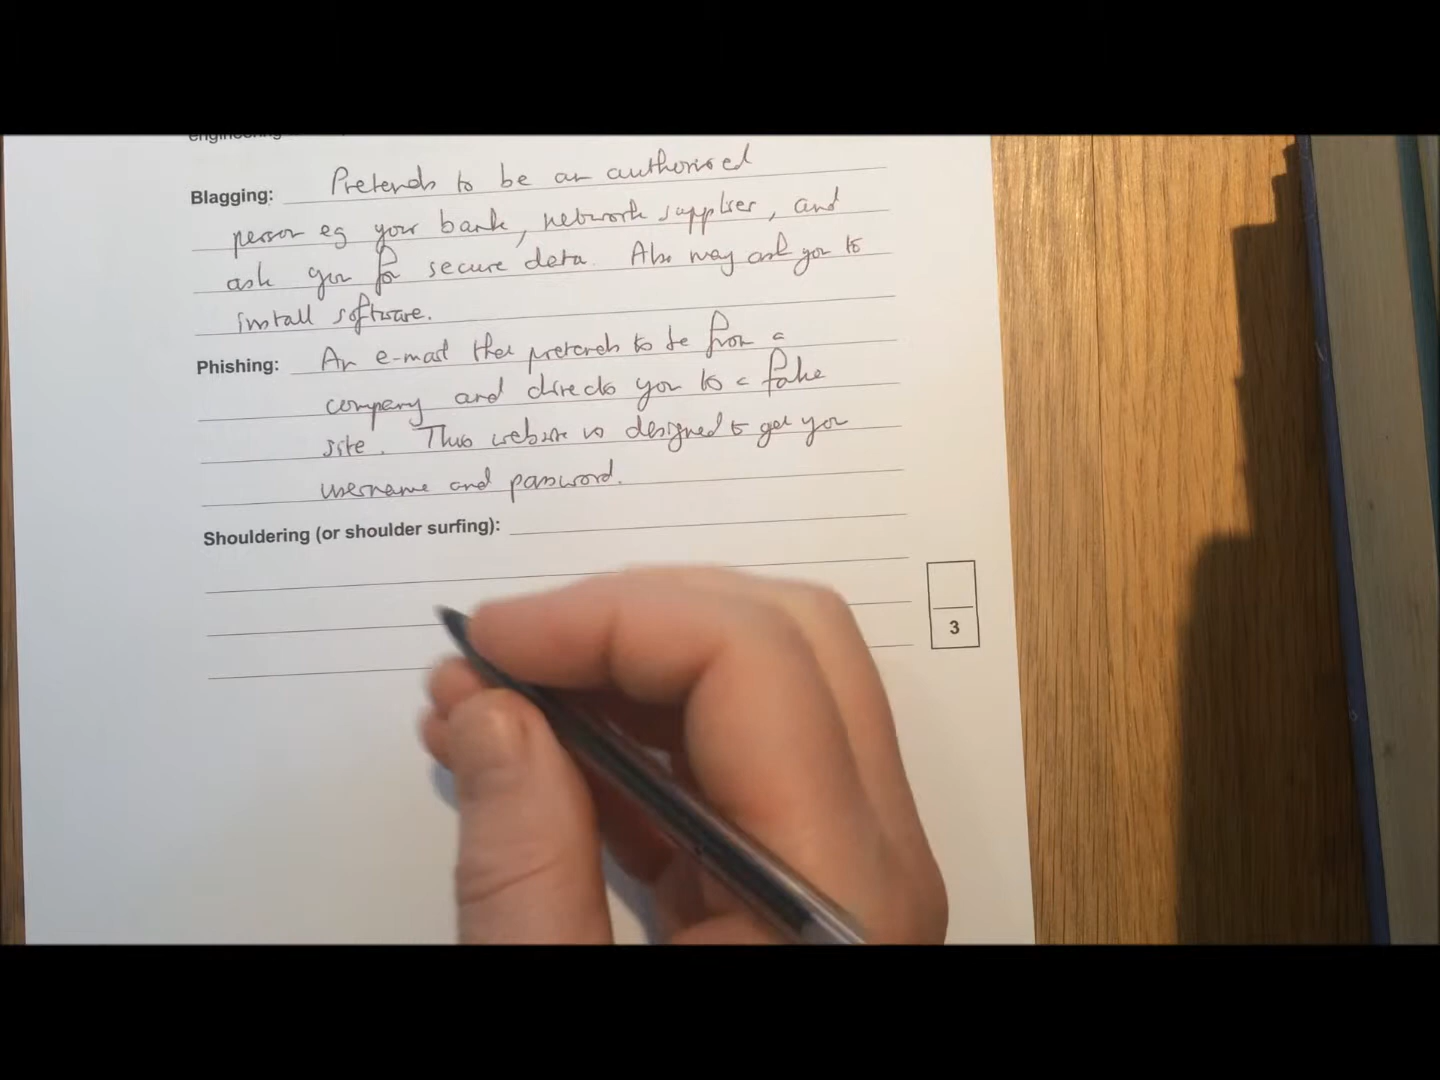 engineering
Blagging: Pretends to be an authorised
person eg your bank, network supplier, and
ask you for secure data. Also may ask you to
install software.
Phishing: An e-mail that pretends to be from a
company and directs you to a fake
site. This website is designed to get you
username and password.
Shouldering (or shoulder surfing):
3